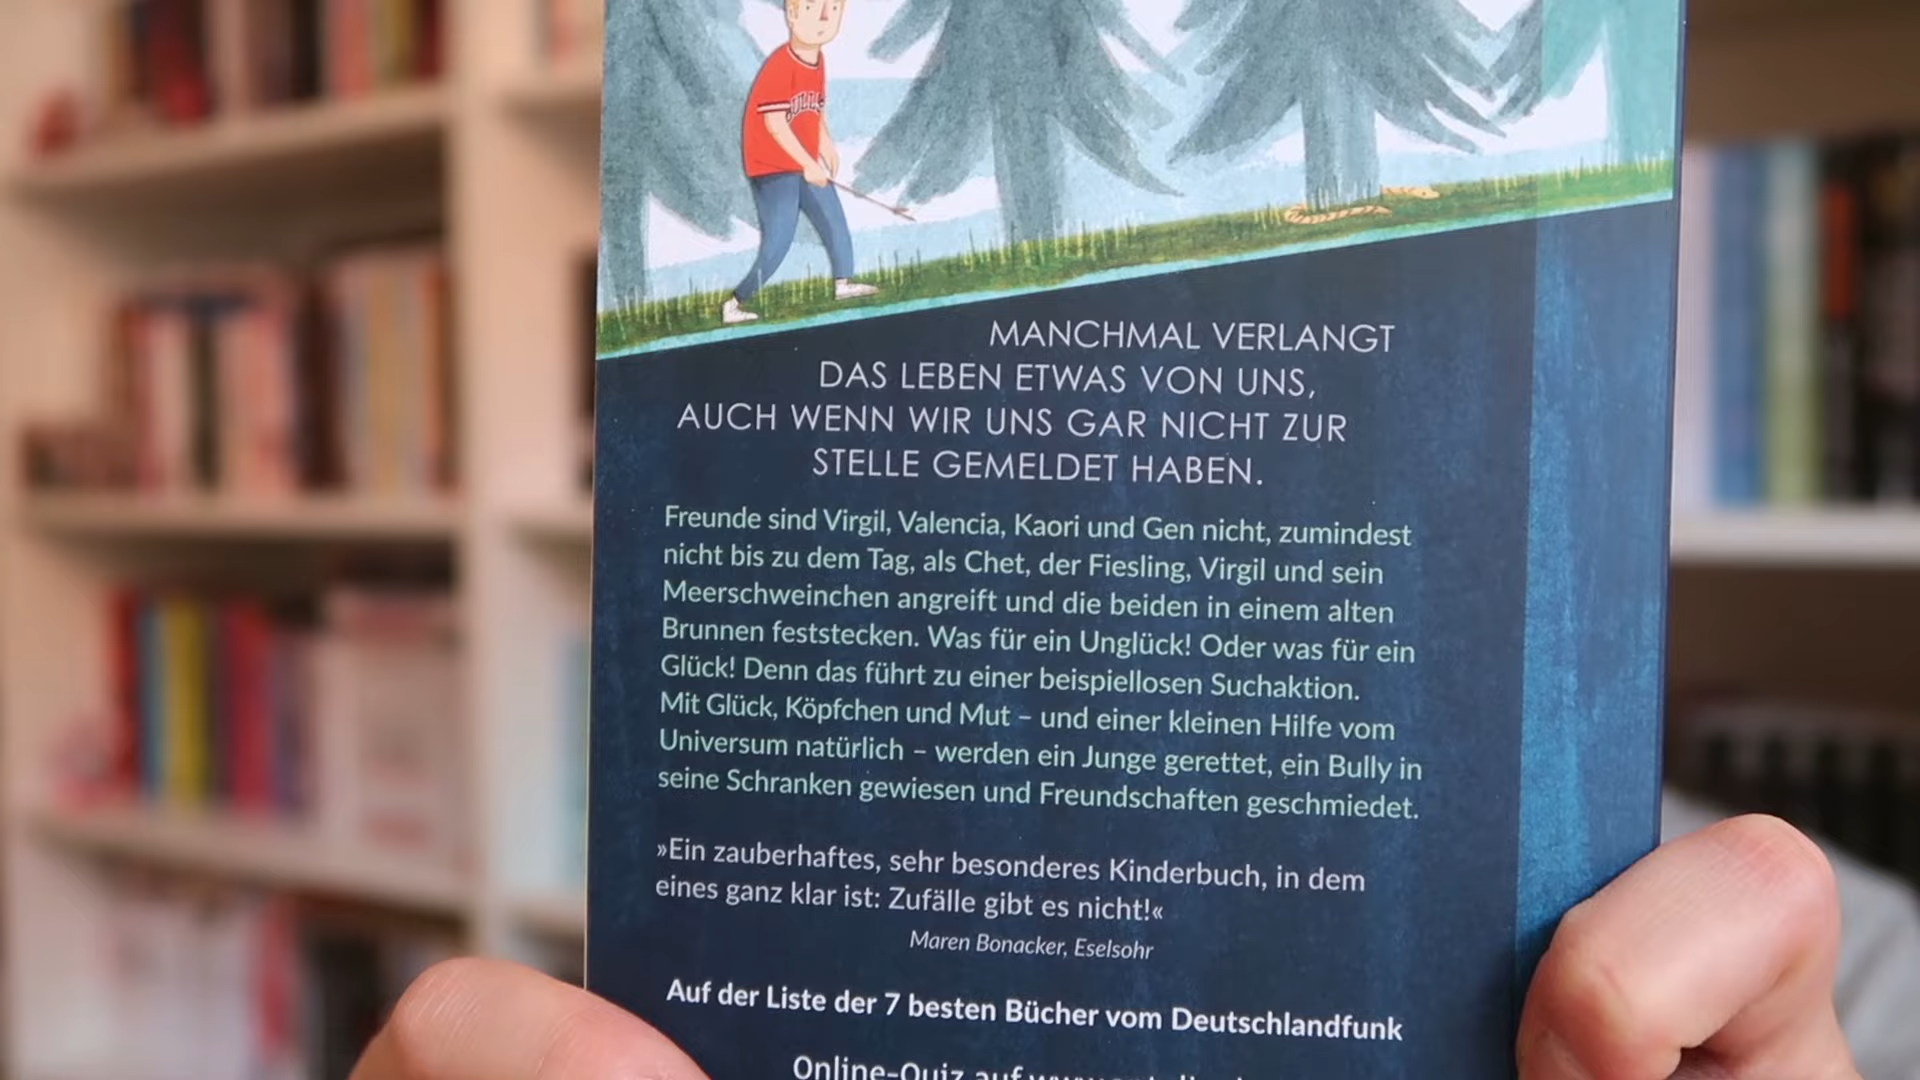 MANCHMAL VERLANGT
DAS LEBEN ETWAS VON UNS,
AUCH WENN WIR UNS GAR NICHT ZUR
STELLE GEMELDET HABEN.
Freunde sind Virgil, Valencia, Kaori und Gen nicht, zumindest
nicht bis zu dem Tag, als Chet, der Fiesling, Virgil und sein
Meerschweinchen angreift und die beiden in einem alten
Brunnen feststecken. Was für ein Unglück! Oder was für ein
Glück! Denn das führt zu einer beispiellosen Suchaktion.
Mit Glück, Köpfchen und Mut – und einer kleinen Hilfe vom
Universum natürlich – werden ein Junge gerettet, ein Bully in
seine Schranken gewiesen und Freundschaften geschmiedet.
»Ein zauberhaftes, sehr besonderes Kinderbuch, in dem
eines ganz klar ist: Zufälle gibt es nicht!«
Maren Bonacker, Eselsohr
Auf der Liste der 7 besten Bücher vom Deutschlandfunk
Online-Quiz auf